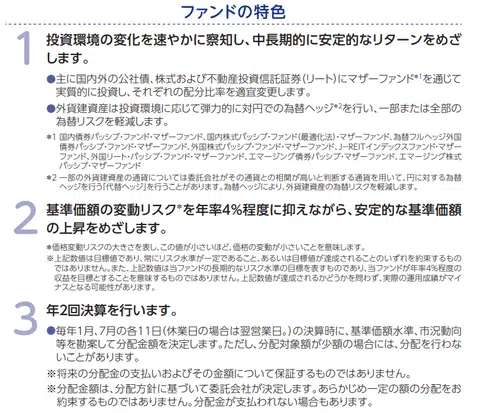 ファンドの特色
1 投資環境の変化を速やかに察知し、中長期的に安定的なリターンをめざ
します。
●主に国内外の公社債、株式および不動産投資信託証券(リート)にマザーファンド*1を通じて
実質的に投資し、それぞれの配分比率を適宜変更します。
●外貨建資産は投資環境に応じて弾力的に対円での為替ヘッジ*2を行い、一部または全部の
為替リスクを軽減します。
*1 国内債券パッシブ・ファンド・マザーファンド、国内株式パッシブ・ファンド(最適化法)・マザーファンド、為替フルヘッジ外国
債券パッシブ・ファンド・マザーファンド、外国株式パッシブ・ファンド・マザーファンド、J-REITインデックスファンド・マザー
ファンド、外国リート・パッシブ・ファンド・マザーファンド、エマージング債券パッシブ・マザーファンド、エマージング株式
パッシブ・マザーファンド
*2 一部の外貨建資産の通貨については委託会社がその通貨との相関が高いと判断する通貨を用いて、円に対する為替
ヘッジを行う「代替ヘッジ」を行うことがあります。為替ヘッジにより、外貨建資産の為替リスクを軽減します。
2 基準価額の変動リスク*を年率4%程度に抑えながら、安定的な基準価額
の上昇をめざします。
*価格変動リスクの大きさを表し、この値が小さいほど、価格の変動が小さいことを意味します。
※上記数値は目標値であり、常にリスク水準が一定であること、あるいは目標値が達成されることのいずれを約束するもの
ではありません。また、上記数値は当ファンドの長期的なリスク水準の目標を表すものであり、当ファンドが年率4%程度の
収益を目標とすることを意味するものではありません。上記数値が達成されるかどうかを問わず、実際の運用成績がマイ
ナスとなる可能性があります。
3 年2回決算を行います。
●毎年1月、7月の各11日(休業日の場合は翌営業日。)の決算時に、基準価額水準、市況動向
等を勘案して分配金額を決定します。ただし、分配対象額が少額の場合には、分配を行わな
いことがあります。
※将来の分配金の支払いおよびその金額について保証するものではありません。
※分配金額は、分配方針に基づいて委託会社が決定します。あらかじめ一定の額の分配をお
約束するものではありません。分配金が支払われない場合もあります。